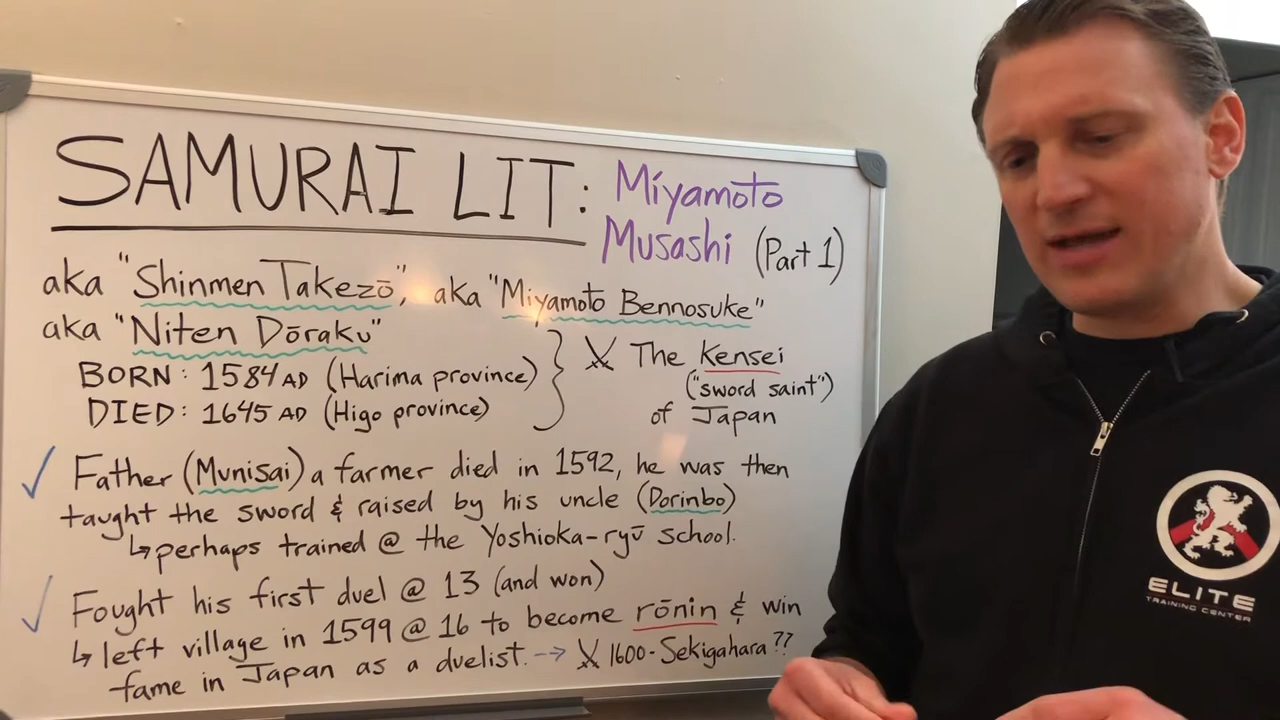 SAMURAI LIT: Miyamoto
Musashi (Part 1)
aka "Shinmen Takezō", aka "Miyamoto Bennosuke"
aka "Niten Dōraku"
BORN: 1584 AD (Harima province)
DIED: 1645 AD (Higo province)
The Kensei
("sword saint")
of Japan
Father (Munisai) a farmer died in 1592, he was then
taught the sword & raised by his uncle (Dorinbo)
↳ perhaps trained @ the Yoshioka-ryū school.
Fought his first duel @ 13 (and won)
↳ left village in 1599 @ 16 to become rōnin & win
fame in Japan as a duelist. --> 1600-Sekigahara??
ELITE
TRAINING CENTER